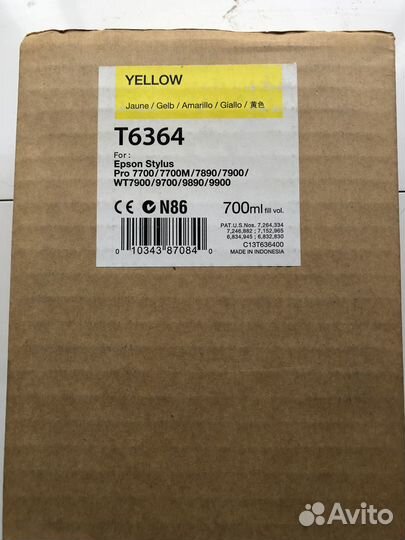 YELLOW
Jaune / Gelb / Amarillo / Giallo / 黄色
T6364
For :
Epson Stylus
Pro 7700/7700M/7890/7900/
WT7900/9700/9890/9900
CE N86
700ml fill vol.
PAT.U.S.Nos. 7,264,334
; 7,246,882 ; 7,152,965
; 6,834,945 ; 6,832,830
C13T636400
MADE IN INDONESIA
0 10343 87084 0
Avito